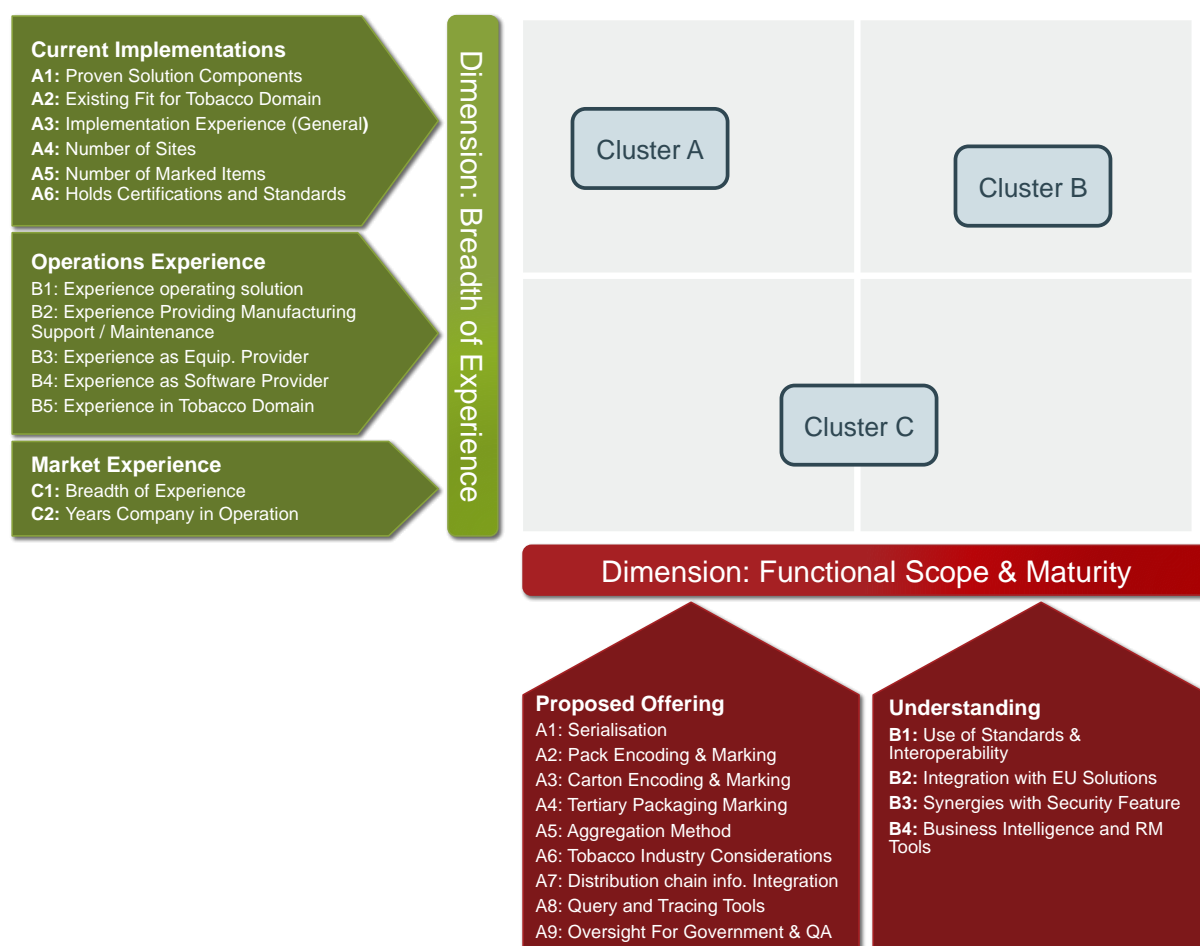 Current Implementations
A1: Proven Solution Components
A2: Existing Fit for Tobacco Domain
A3: Implementation Experience (General)
A4: Number of Sites
A5: Number of Marked Items
A6: Holds Certifications and Standards
Operations Experience
B1: Experience operating solution
B2: Experience Providing Manufacturing
Support / Maintenance
B3: Experience as Equip. Provider
B4: Experience as Software Provider
B5: Experience in Tobacco Domain
Market Experience
C1: Breadth of Experience
C2: Years Company in Operation
Dimension: Breadth of Experience
Cluster A
Cluster B
Cluster C
Dimension: Functional Scope & Maturity
Proposed Offering
A1: Serialisation
A2: Pack Encoding & Marking
A3: Carton Encoding & Marking
A4: Tertiary Packaging Marking
A5: Aggregation Method
A6: Tobacco Industry Considerations
A7: Distribution chain info. Integration
A8: Query and Tracing Tools
A9: Oversight For Government & QA
Understanding
B1: Use of Standards &
Interoperability
B2: Integration with EU Solutions
B3: Synergies with Security Feature
B4: Business Intelligence and RM
Tools